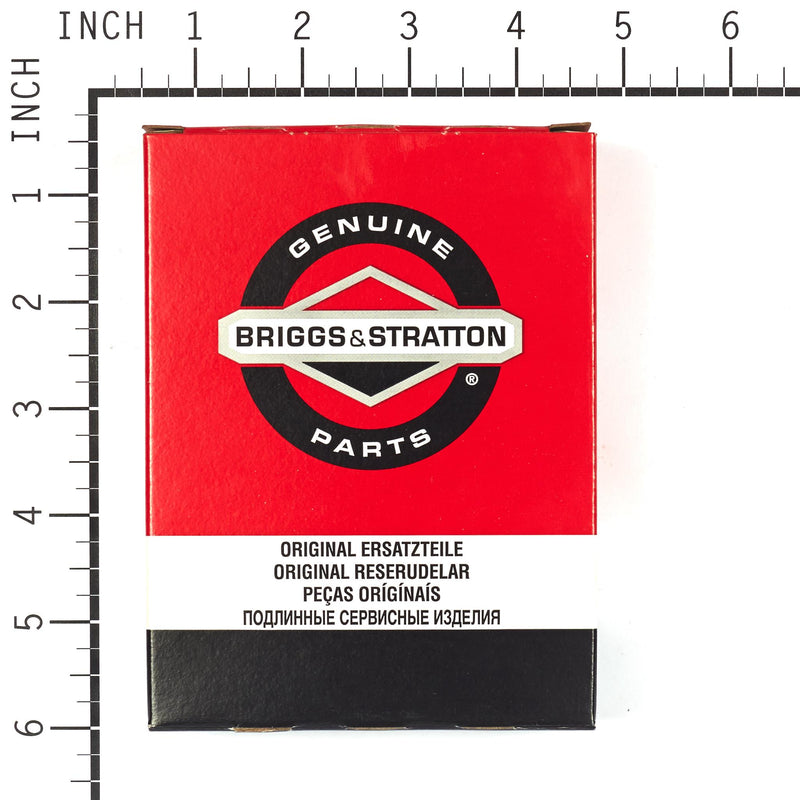 INCH 1 2 3 4 5 6
INCH
1
2
3
4
5
6
GENUINE
BRIGGS&STRATTON
®
PARTS
ORIGINAL ERSATZTEILE
ORIGINAL RESERUDELAR
PEÇAS ORÍGÍNAÍS
ПОДЛИННЫЕ СЕРВИСНЫЕ ИЗДЕЛИЯ